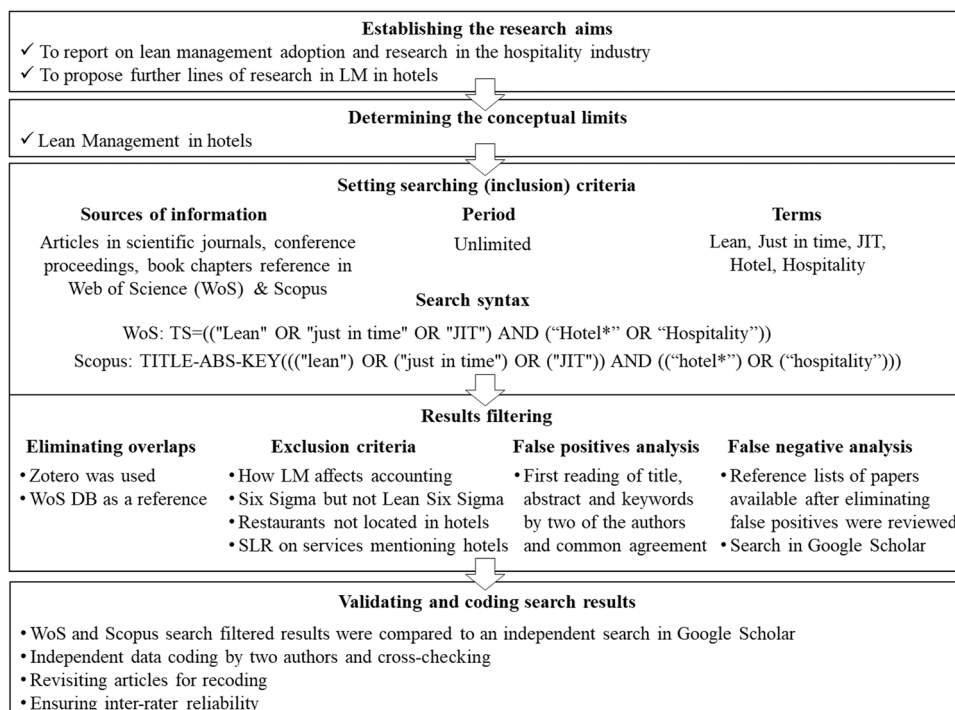 Establishing the research aims
✓ To report on lean management adoption and research in the hospitality industry
✓ To propose further lines of research in LM in hotels
Determining the conceptual limits
✓ Lean Management in hotels
Setting searching (inclusion) criteria
Sources of information
Articles in scientific journals, conference
proceedings, book chapters reference in
Web of Science (WoS) & Scopus
Period
Unlimited
Terms
Lean, Just in time, JIT,
Hotel, Hospitality
Search syntax
WoS: TS=(("Lean" OR "just in time" OR "JIT") AND (“Hotel*” OR “Hospitality”))
Scopus: TITLE-ABS-KEY((("lean") OR ("just in time") OR ("JIT")) AND ((“hotel*”) OR (“hospitality”)))
Results filtering
Eliminating overlaps
• Zotero was used
• WoS DB as a reference
Exclusion criteria
• How LM affects accounting
• Six Sigma but not Lean Six Sigma
• Restaurants not located in hotels
• SLR on services mentioning hotels
False positives analysis
• First reading of title,
abstract and keywords
by two of the authors
and common agreement
False negative analysis
• Reference lists of papers
available after eliminating
false positives were reviewed
• Search in Google Scholar
Validating and coding search results
• WoS and Scopus search filtered results were compared to an independent search in Google Scholar
• Independent data coding by two authors and cross-checking
• Revisiting articles for recoding
• Ensuring inter-rater reliability